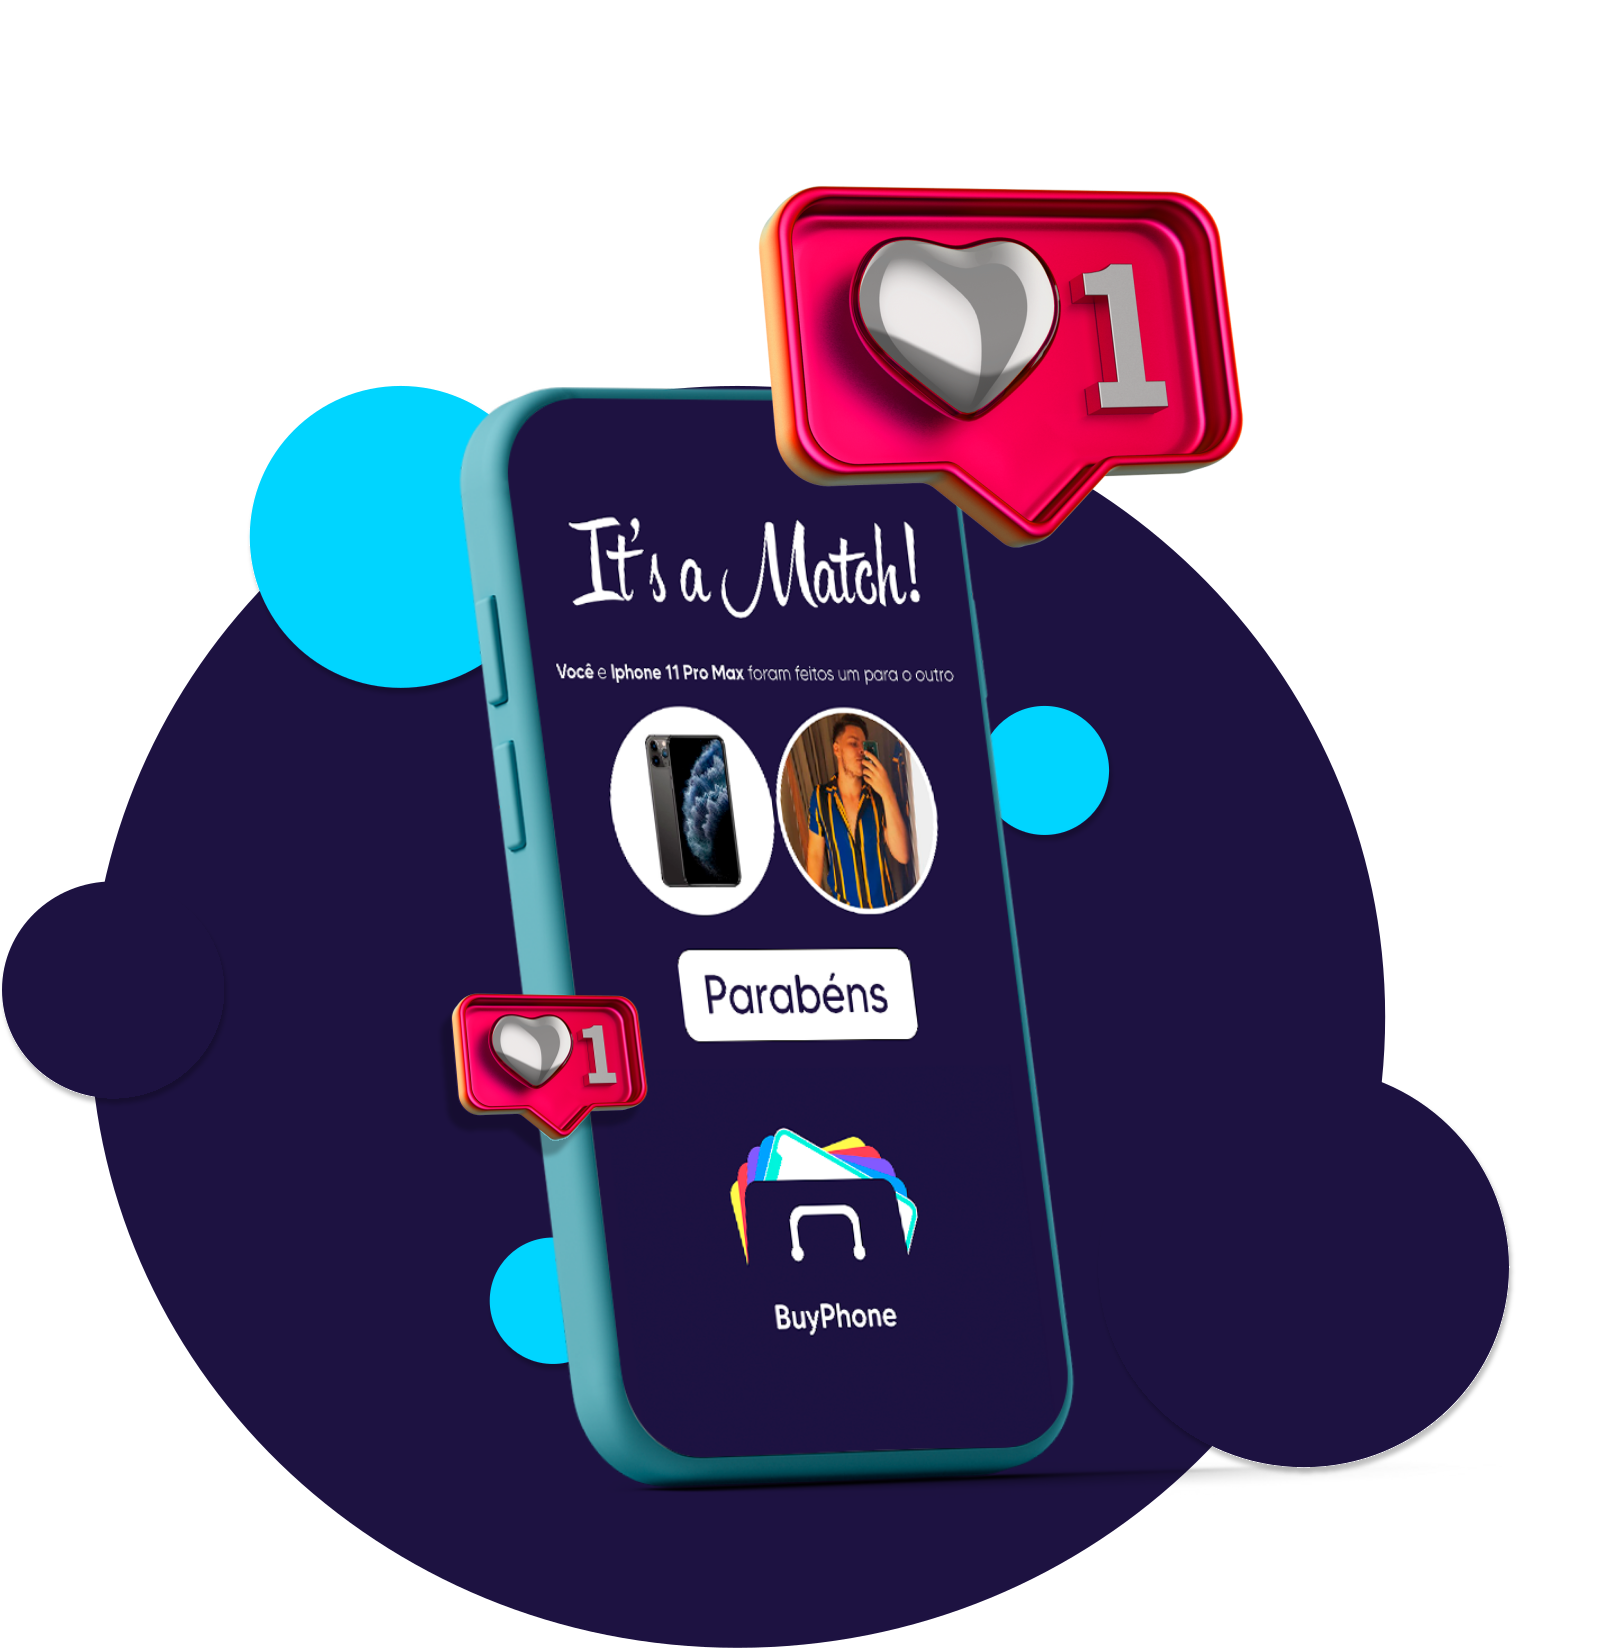 1
It's a Match!
Você e Iphone 11 Pro Max foram feitos um para o outro
Parabéns
1
BuyPhone